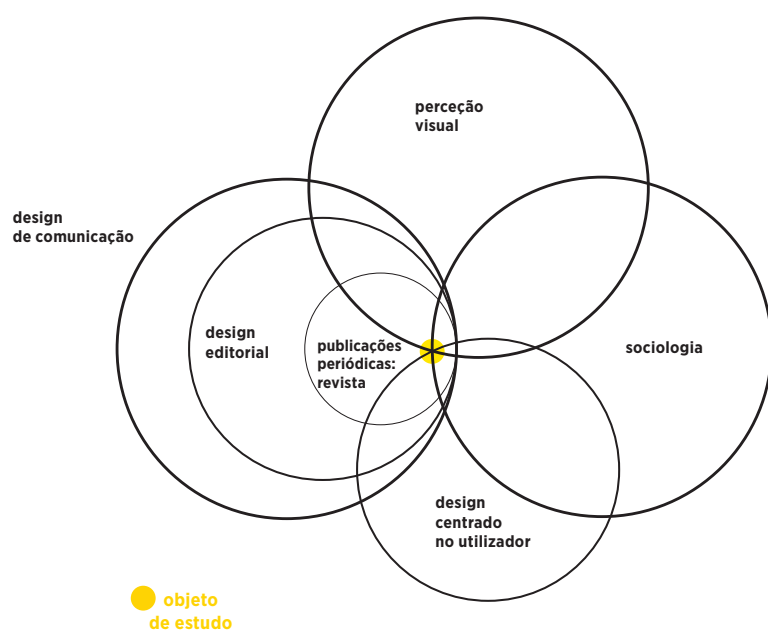 perceção
visual
design
de comunicação
design
editorial
publicações
periódicas:
revista
sociologia
design
centrado
no utilizador
objeto
de estudo